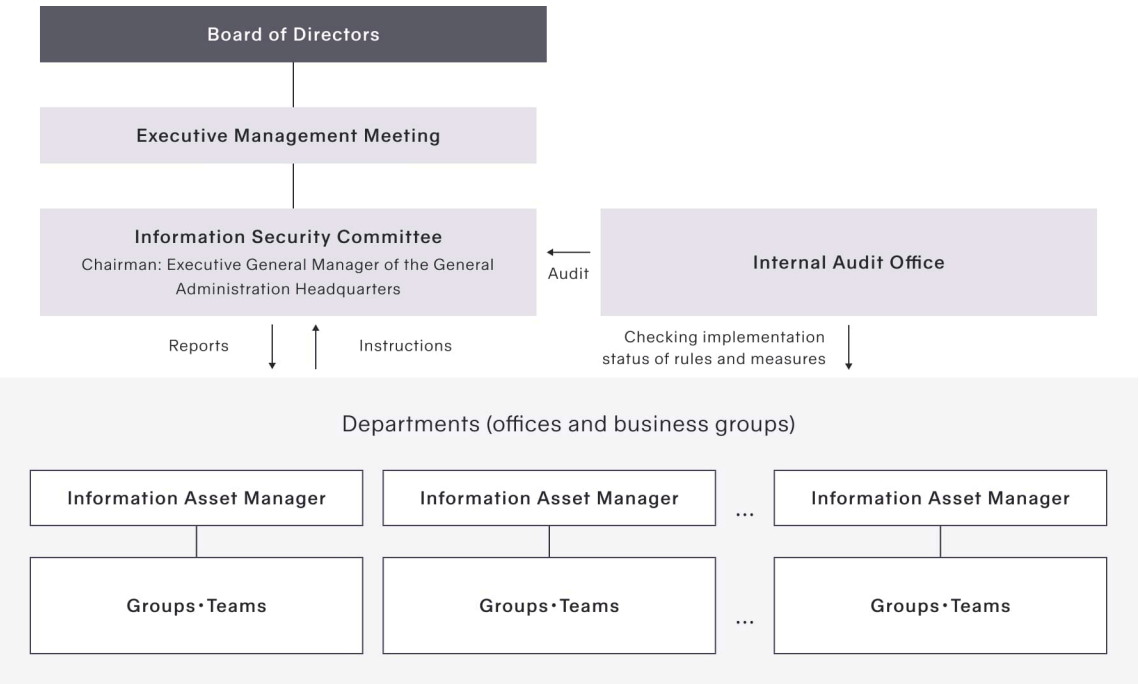 Board of Directors
Executive Management Meeting
Information Security Committee
Chairman: Executive General Manager of the General
Administration Headquarters
Internal Audit Office
Audit
Reports
Instructions
Checking implementation
status of rules and measures
Departments (offices and business groups)
Information Asset Manager
Information Asset Manager
...
Information Asset Manager
Groups・Teams
Groups・Teams
...
Groups・Teams